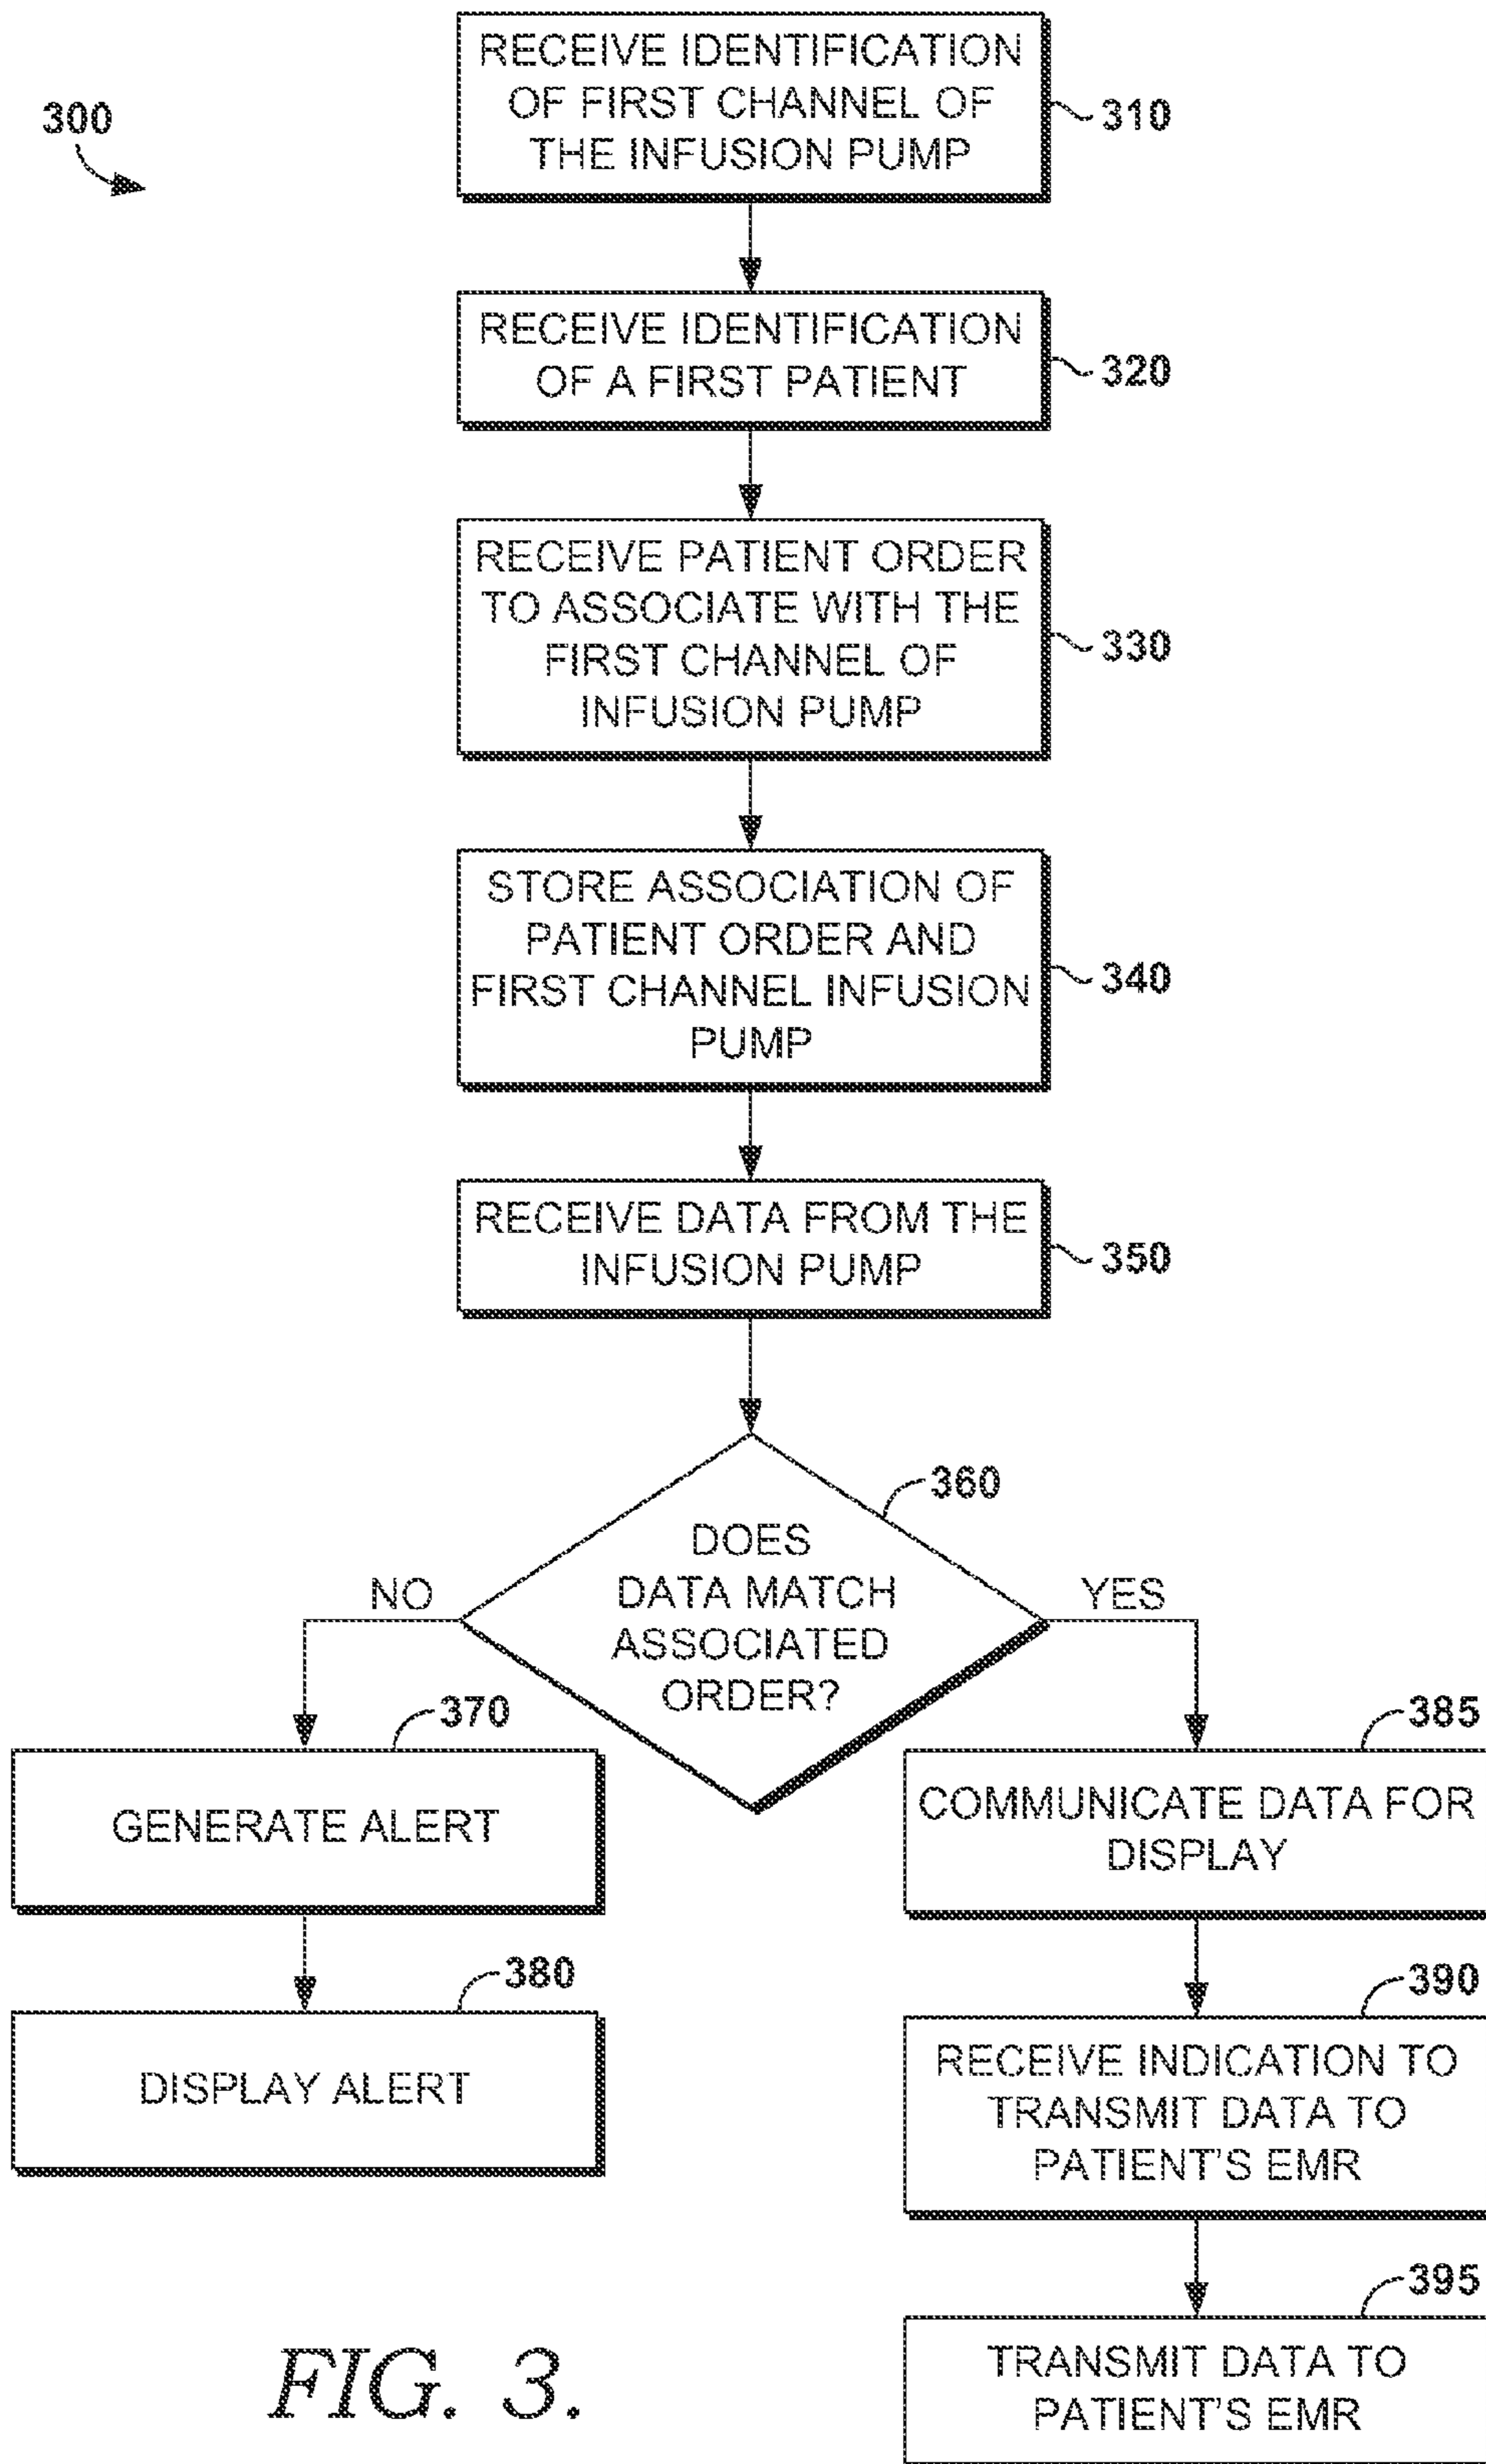 300
RECEIVE IDENTIFICATION
OF FIRST CHANNEL OF
THE INFUSION PUMP
310
RECEIVE IDENTIFICATION
OF A FIRST PATIENT
320
RECEIVE PATIENT ORDER
TO ASSOCIATE WITH THE
FIRST CHANNEL OF
INFUSION PUMP
330
STORE ASSOCIATION OF
PATIENT ORDER AND
FIRST CHANNEL INFUSION
PUMP
340
RECEIVE DATA FROM THE
INFUSION PUMP
350
360
DOES
DATA MATCH
ASSOCIATED
ORDER?
NO
YES
370
GENERATE ALERT
380
DISPLAY ALERT
385
COMMUNICATE DATA FOR
DISPLAY
390
RECEIVE INDICATION TO
TRANSMIT DATA TO
PATIENT'S EMR
395
TRANSMIT DATA TO
PATIENT'S EMR
FIG. 3.